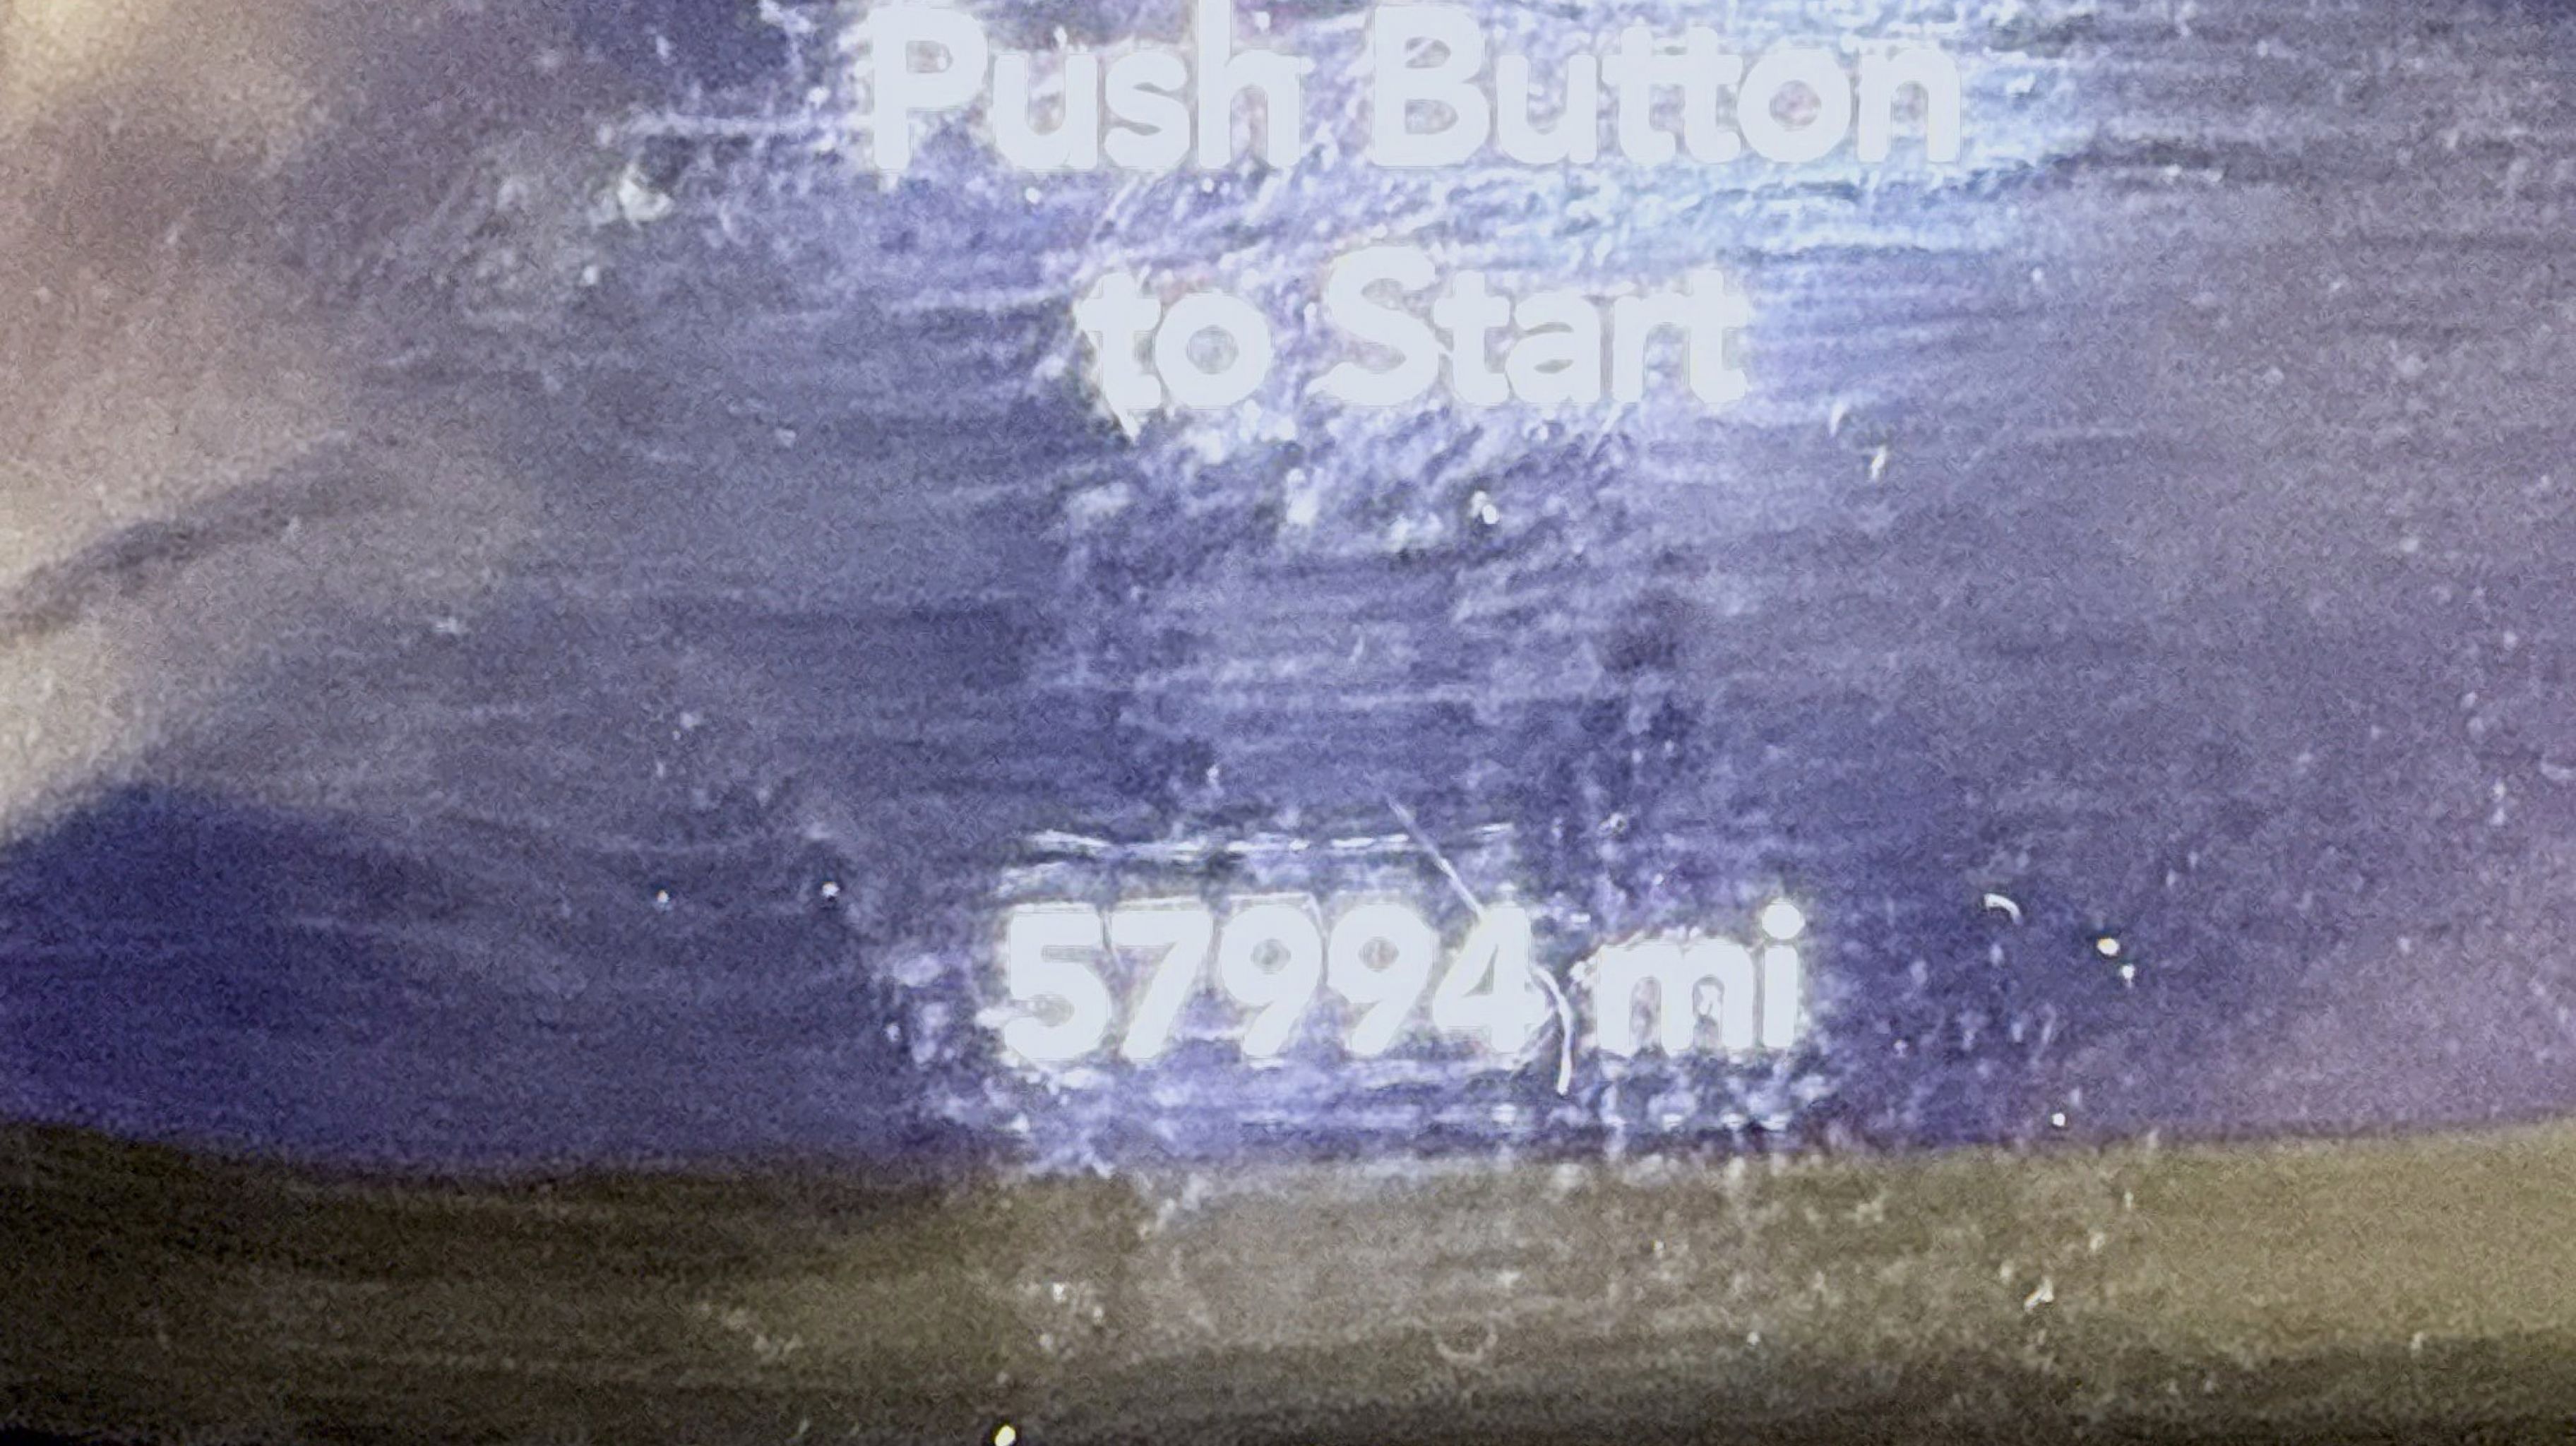 Push Button
to Start
57994 mi